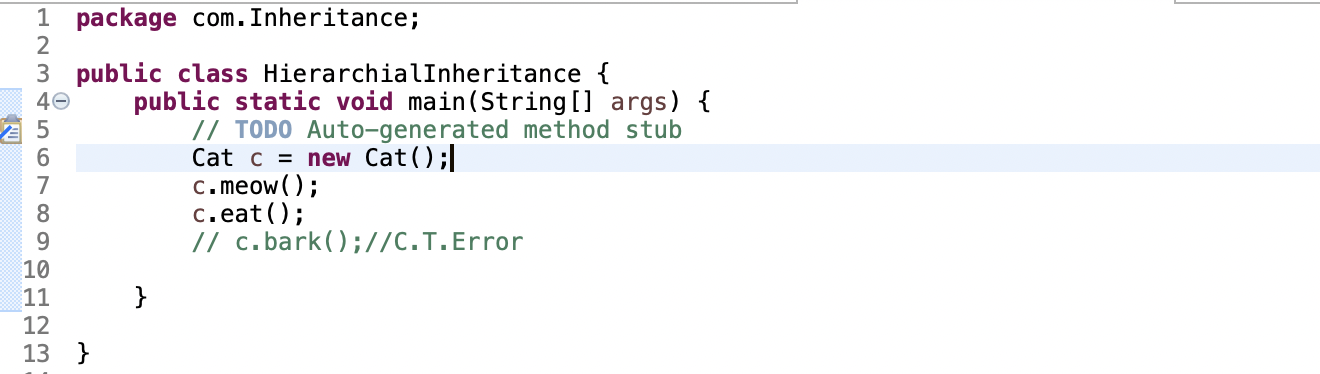 1 package com.Inheritance;
2
3 public class HierarchialInheritance {
4 public static void main(String[] args) {
5 // TODO Auto-generated method stub
6 Cat c = new Cat();
7 c.meow();
8 c.eat();
9 // c.bark();//C.T.Error
10
11 }
12
13 }